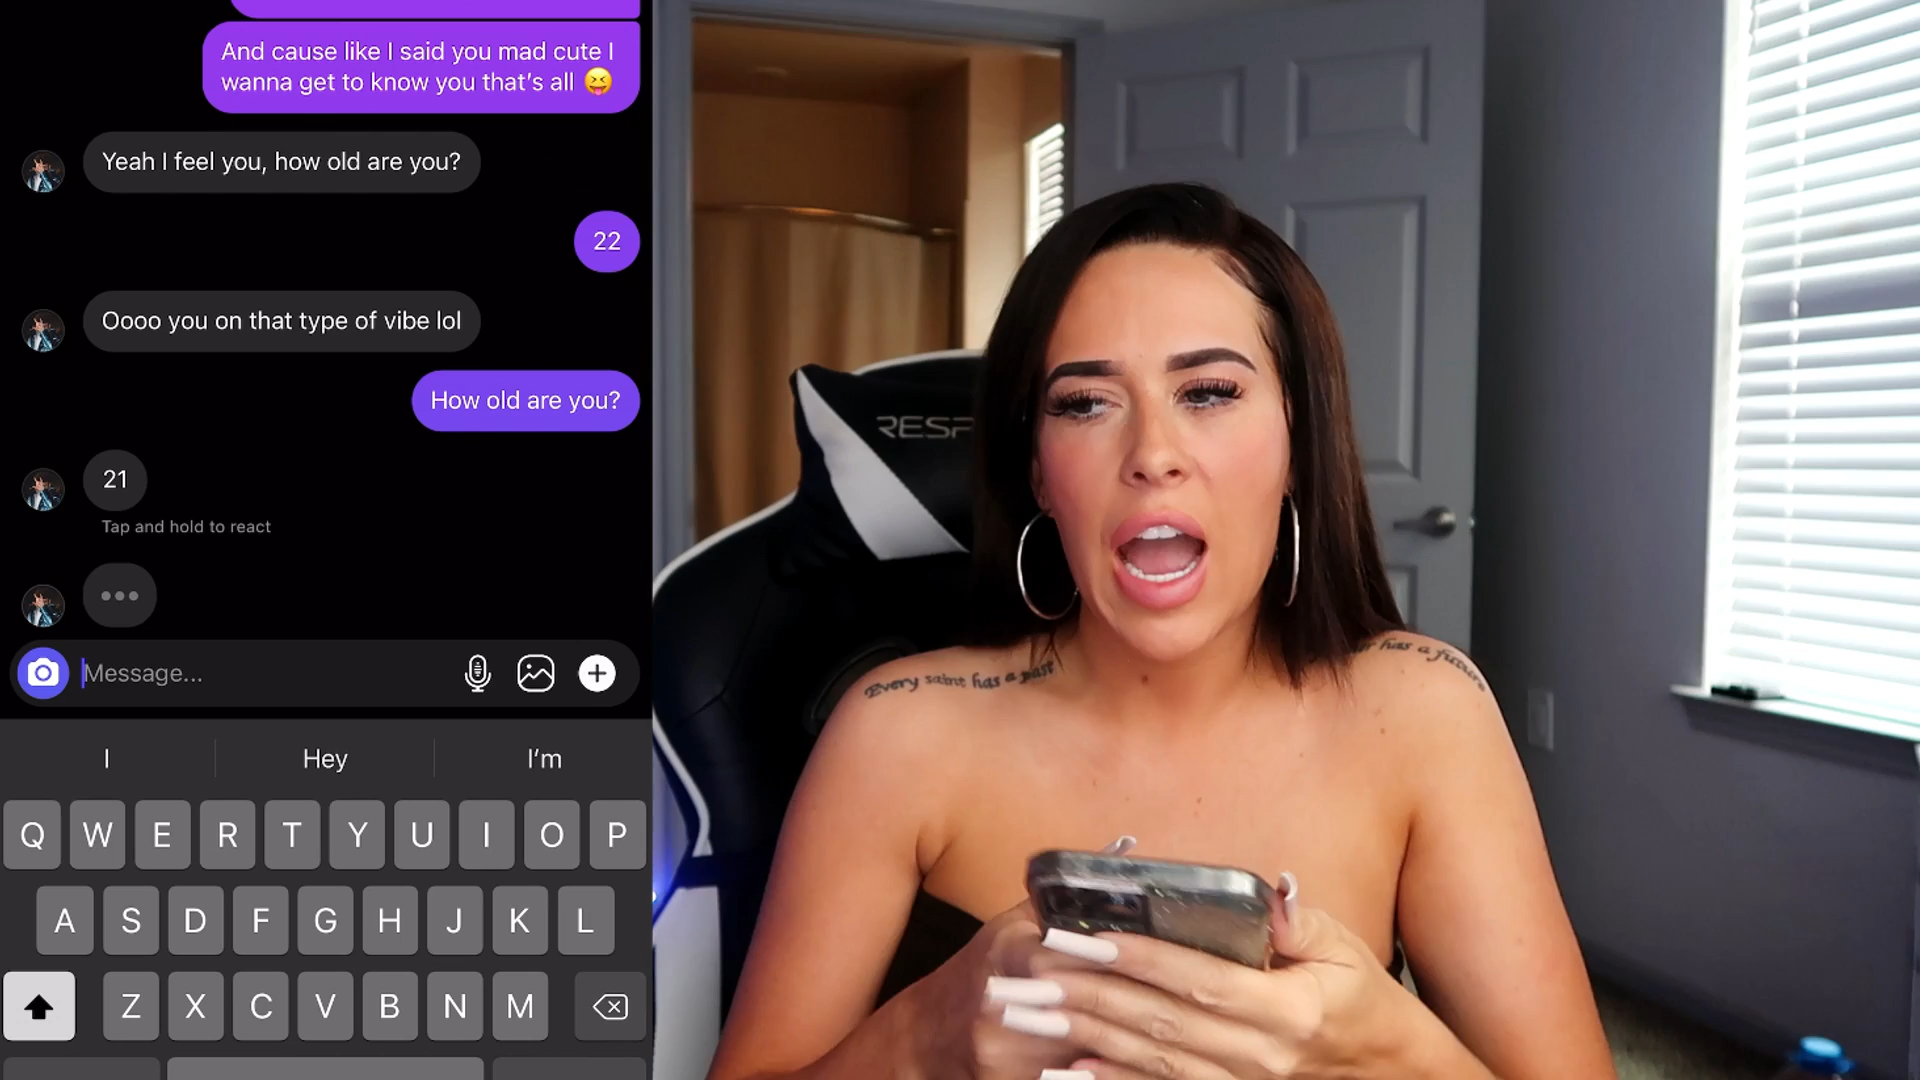 And cause like I said you mad cute I
wanna get to know you that's all 😝
Yeah I feel you, how old are you?
22
Oooo you on that type of vibe lol
How old are you?
21
Tap and hold to react
Message...
I Hey I'm
Q W E R T Y U I O P
A S D F G H J K L
Z X C V B N M
RESP
Every saint has a past
has a future